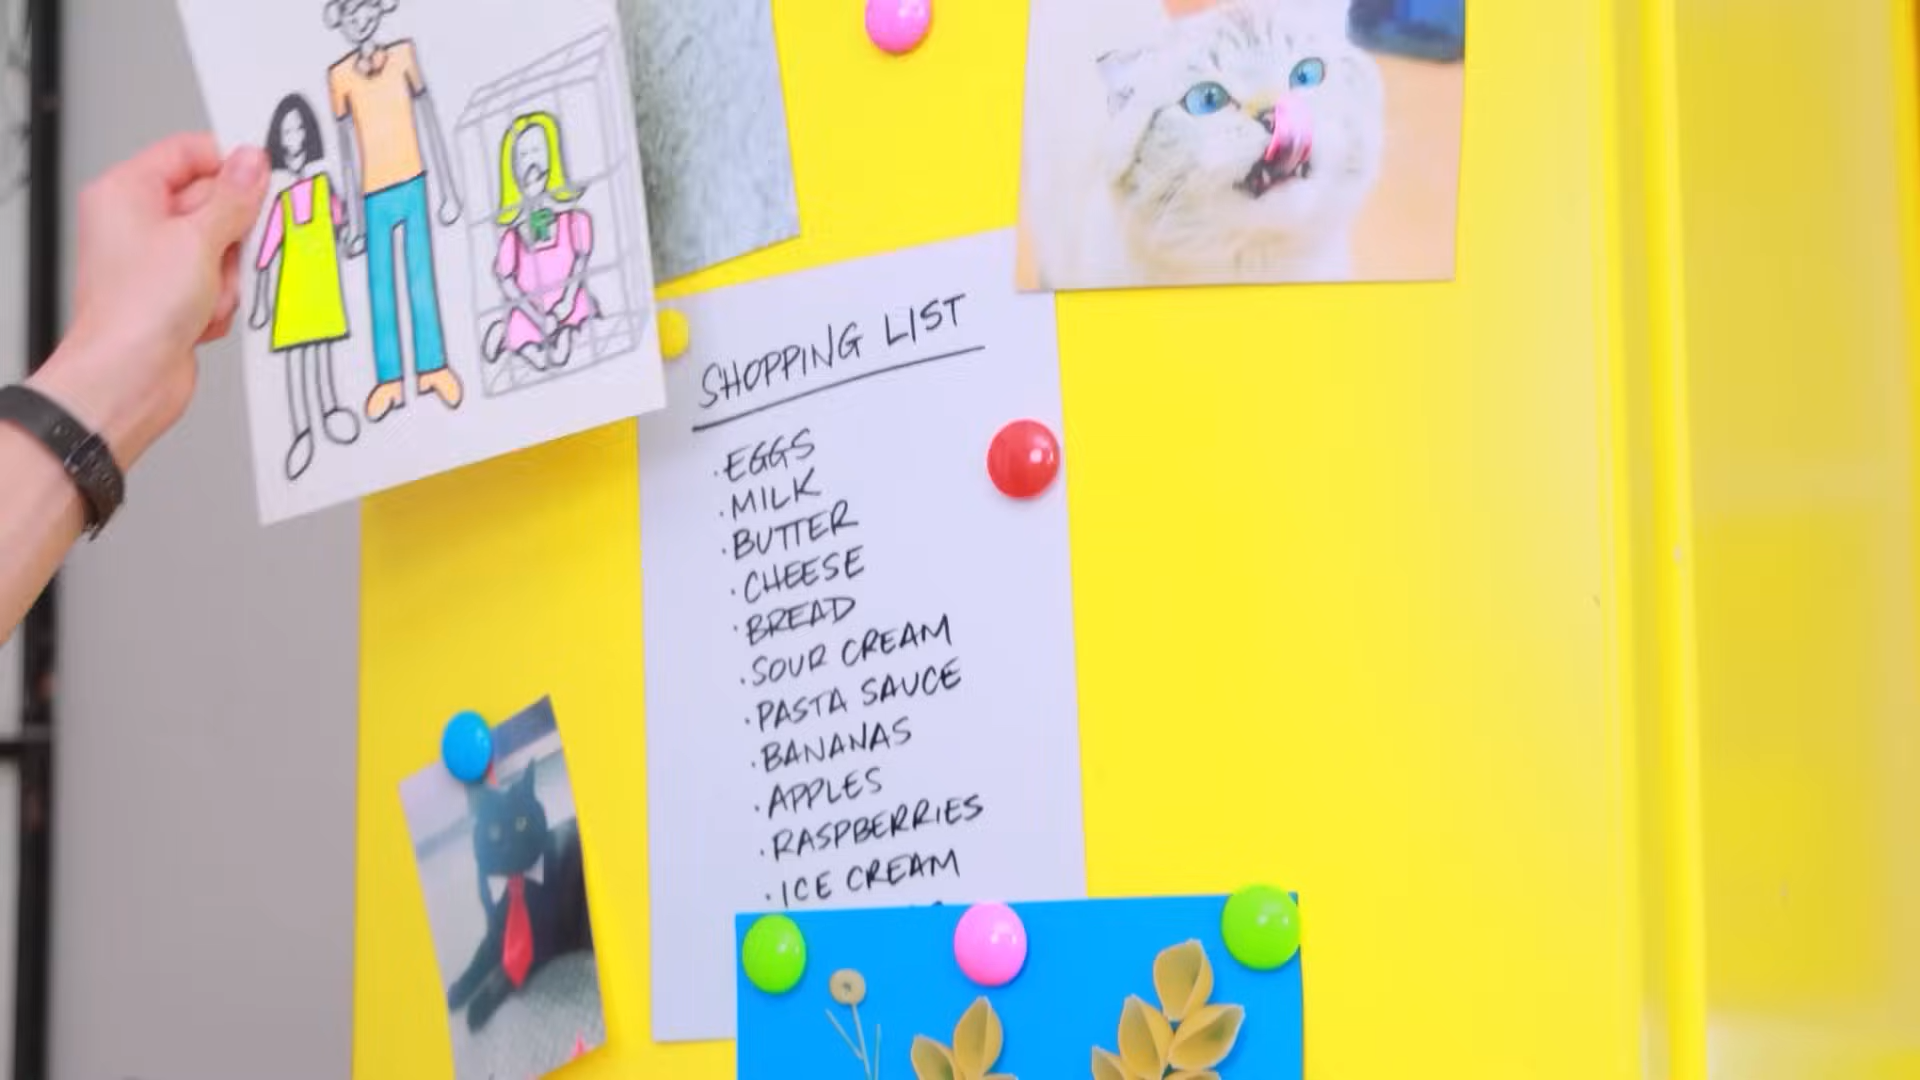 SHOPPING LIST
· EGGS
· MILK
· BUTTER
· CHEESE
· BREAD
· SOUR CREAM
· PASTA SAUCE
· BANANAS
· APPLES
· RASPBERRIES
· ICE CREAM